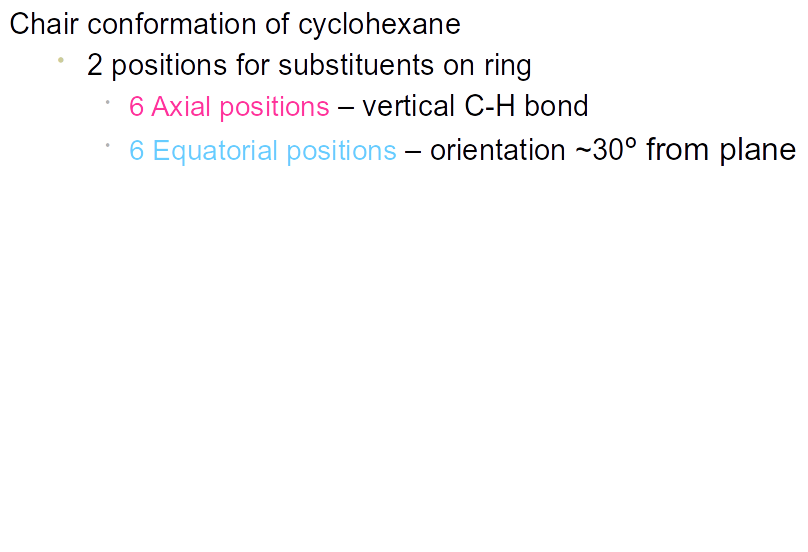 Chair conformation of cyclohexane
• 2 positions for substituents on ring
• 6 Axial positions – vertical C-H bond
• 6 Equatorial positions – orientation ~30º from plane